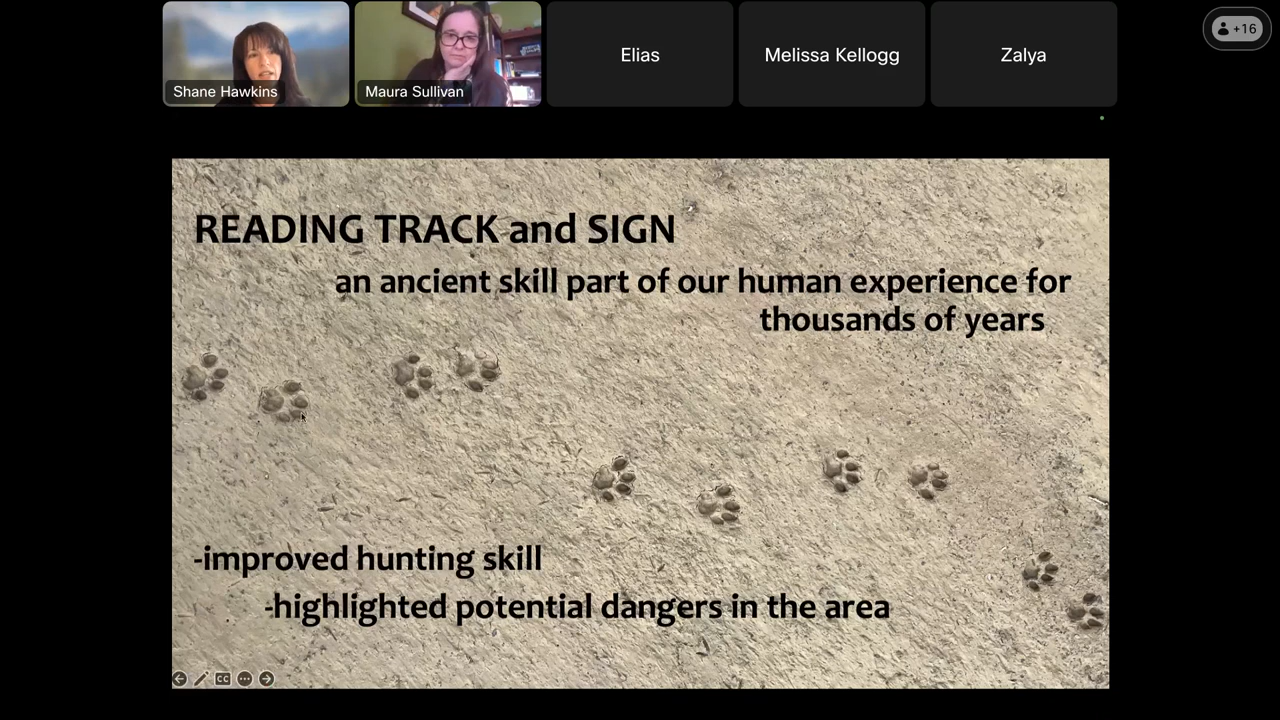 Shane Hawkins
Maura Sullivan
Elias
Melissa Kellogg
Zalya
+16
READING TRACK and SIGN
an ancient skill part of our human experience for
thousands of years
-improved hunting skill
-highlighted potential dangers in the area
CC